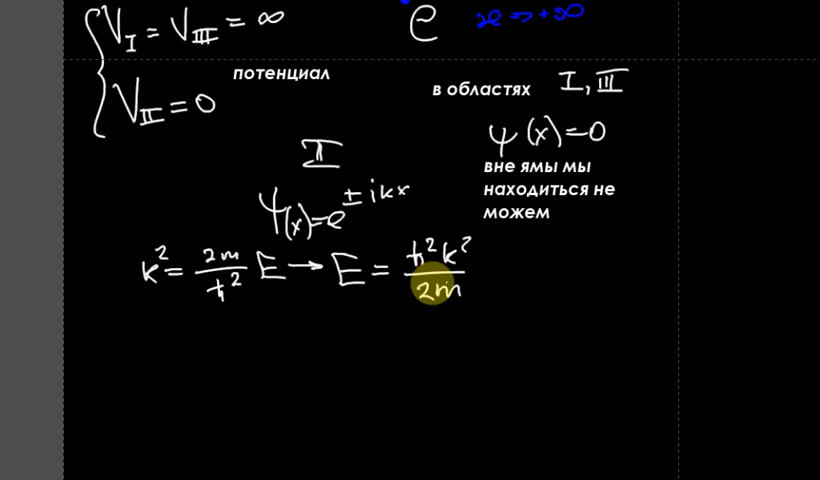 V_I = V_III = ∞
e
æ → +∞
потенциал
V_II = 0
в областях I, III
ψ(x) = 0
вне ямы мы
находиться не
можем
II
ψ(x) = e^{± ikx}
k² = 2m/ħ² E → E = ħ²k²/2m